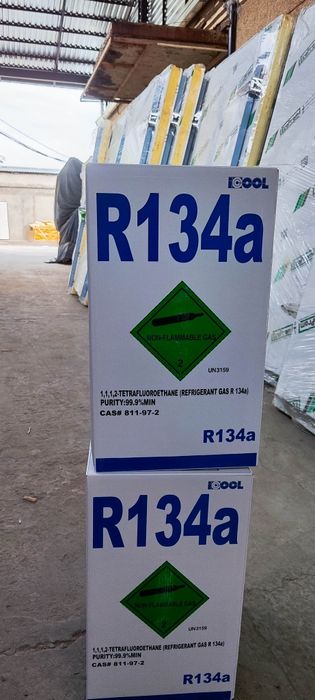 ICOOL
R134a
NON-FLAMMABLE GAS
2
UN3159
1,1,1,2-TETRAFLUOROETHANE (REFRIGERANT GAS R 134a)
PURITY:99.9%MIN
CAS# 811-97-2
R134a
ICOOL
R134a
NON-FLAMMABLE GAS
2
UN3159
1,1,1,2-TETRAFLUOROETHANE (REFRIGERANT GAS R 134a)
PURITY:99.9%MIN
CAS# 811-97-2
R134a